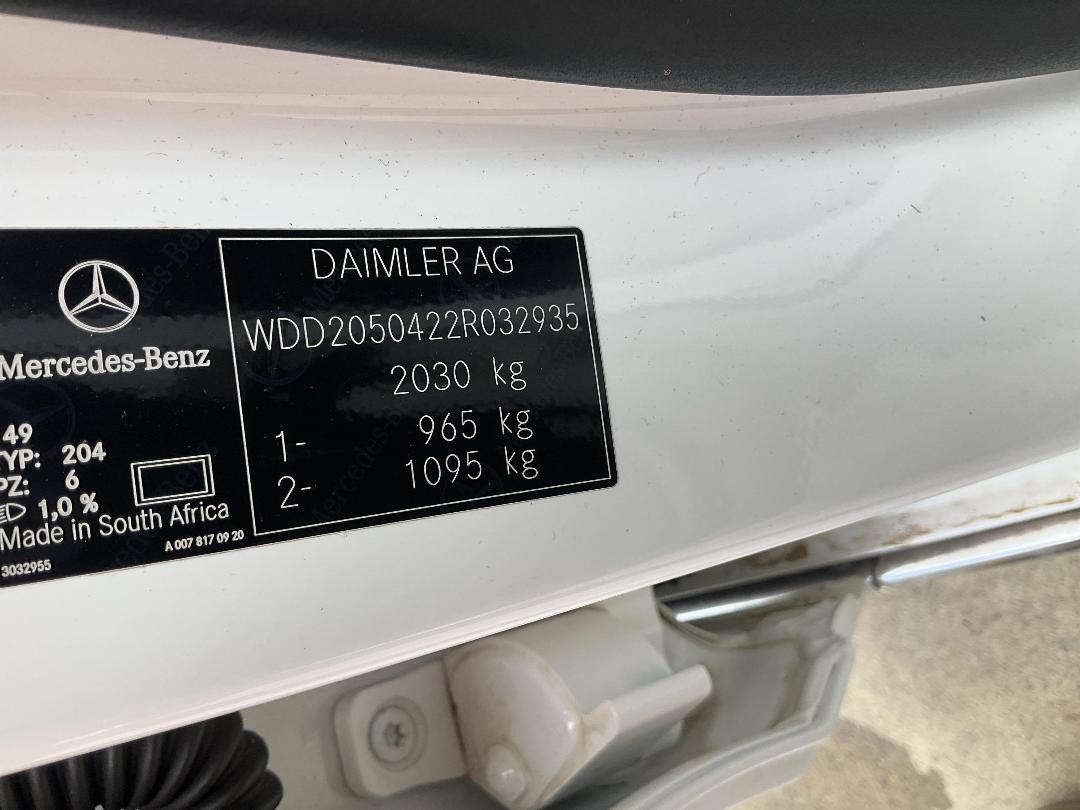 Mercedes-Benz
149
TYP: 204
PZ: 6
1,0 %
Made in South Africa
A 007 817 09 20
3032955
DAIMLER AG
WDD2050422R032935
2030 kg
1- 965 kg
2- 1095 kg